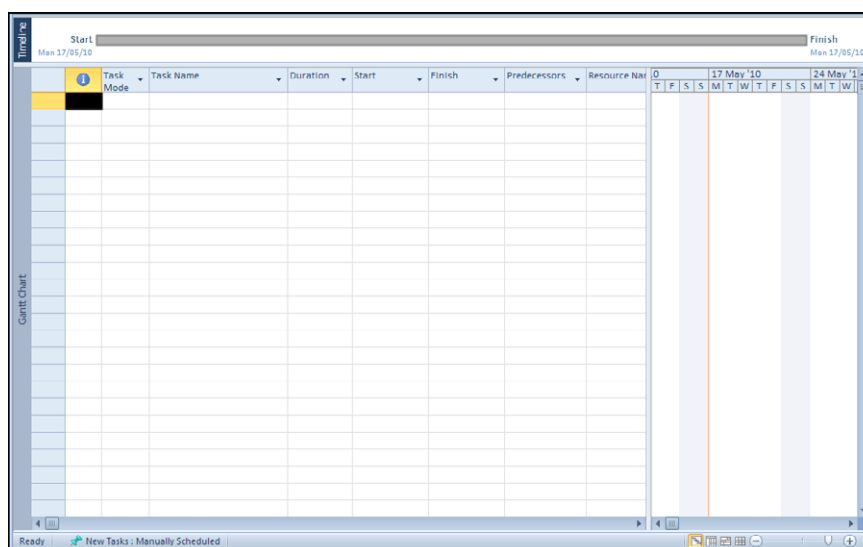 Timeline
Start
Finish
Mon 17/05/10
Mon 17/05/10
Task Mode
Task Name
Duration
Start
Finish
Predecessors
Resource Nar
.0
17 May '10
24 May '1
T F S S M T W T F S S M T W
Gantt Chart
Ready
New Tasks : Manually Scheduled